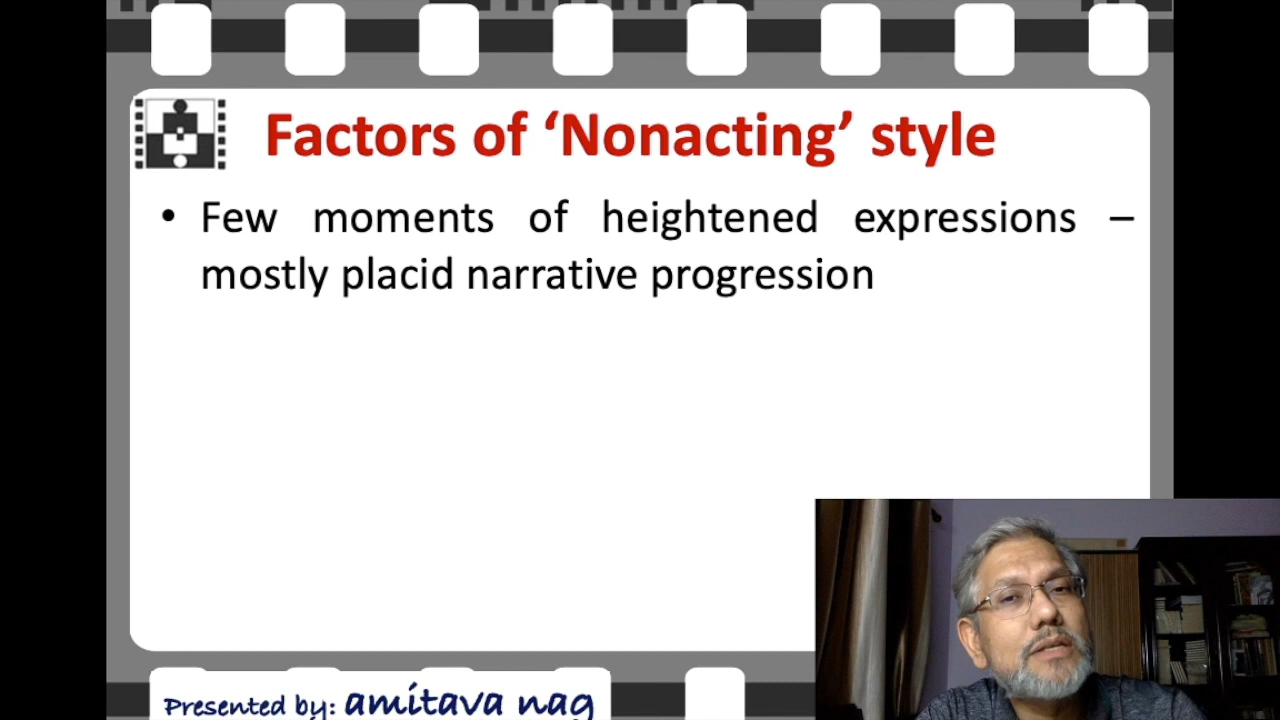 Factors of ‘Nonacting’ style
• Few moments of heightened expressions –
mostly placid narrative progression
Presented by: amitava nag